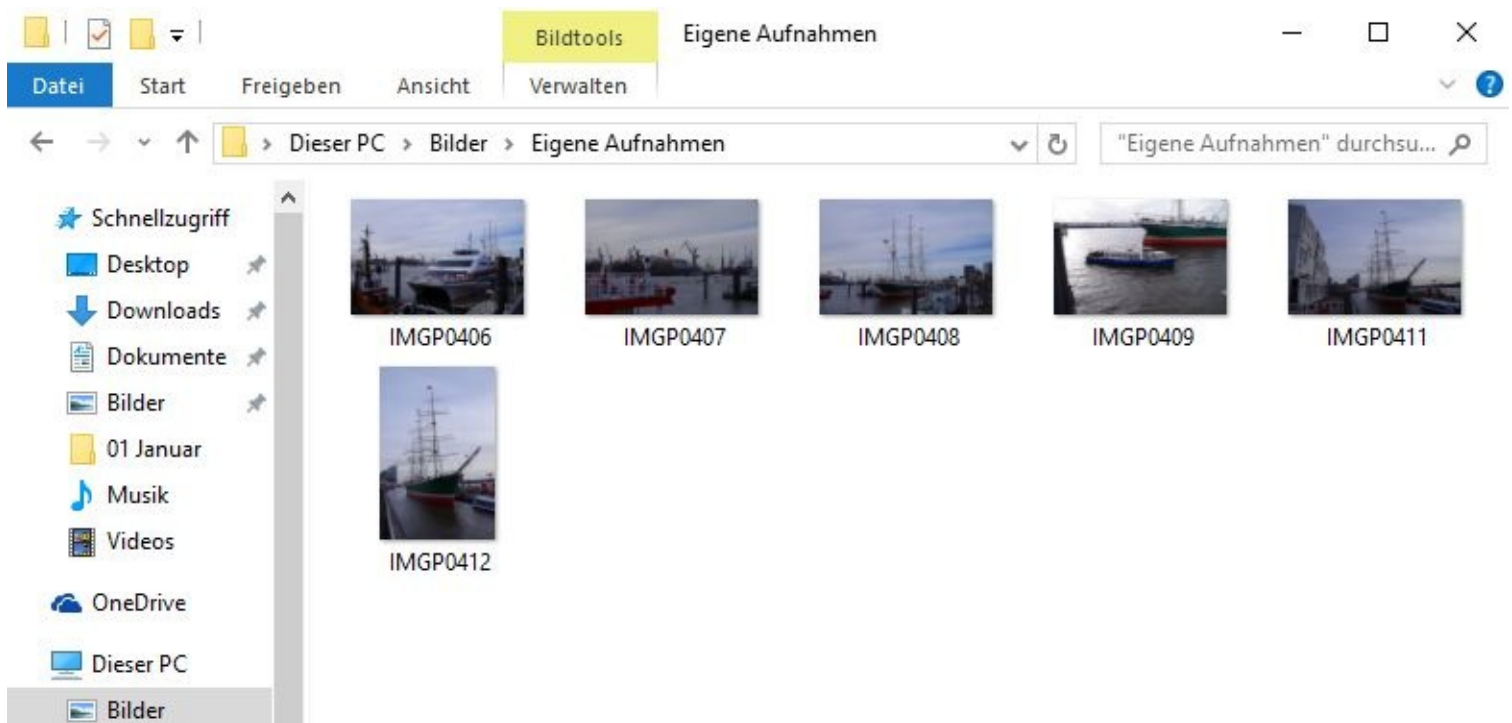 Bildtools
Eigene Aufnahmen
Datei
Start
Freigeben
Ansicht
Verwalten
?
Dieser PC > Bilder > Eigene Aufnahmen
"Eigene Aufnahmen" durchsu...
Schnellzugriff
Desktop
Downloads
Dokumente
Bilder
01 Januar
Musik
Videos
OneDrive
Dieser PC
Bilder
IMGP0406
IMGP0407
IMGP0408
IMGP0409
IMGP0411
IMGP0412